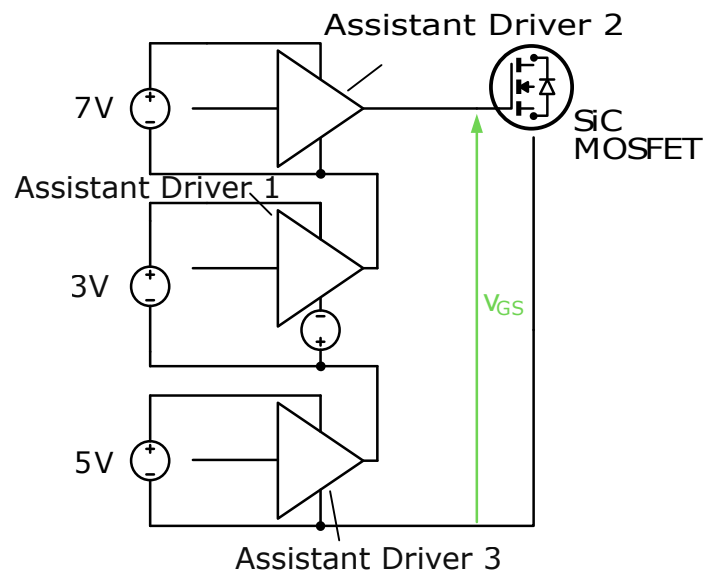 Assistant Driver 2
7V
SiC
MOSFET
Assistant Driver 1
3V
vGS
5V
Assistant Driver 3